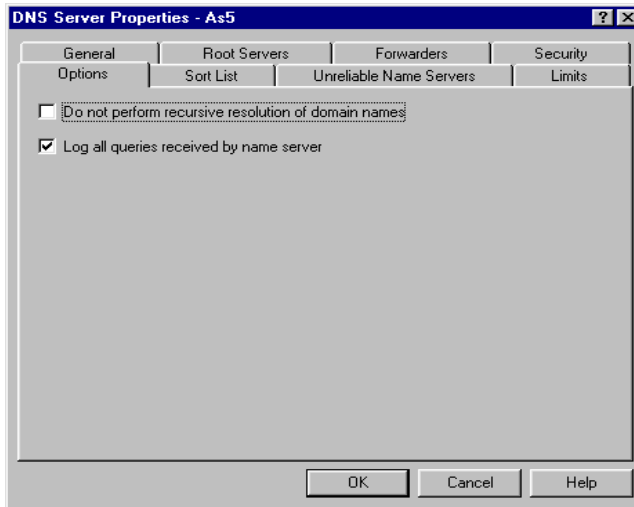 DNS Server Properties - As5
General Root Servers Forwarders Security
Options Sort List Unreliable Name Servers Limits
Do not perform recursive resolution of domain names
Log all queries received by name server
OK Cancel Help